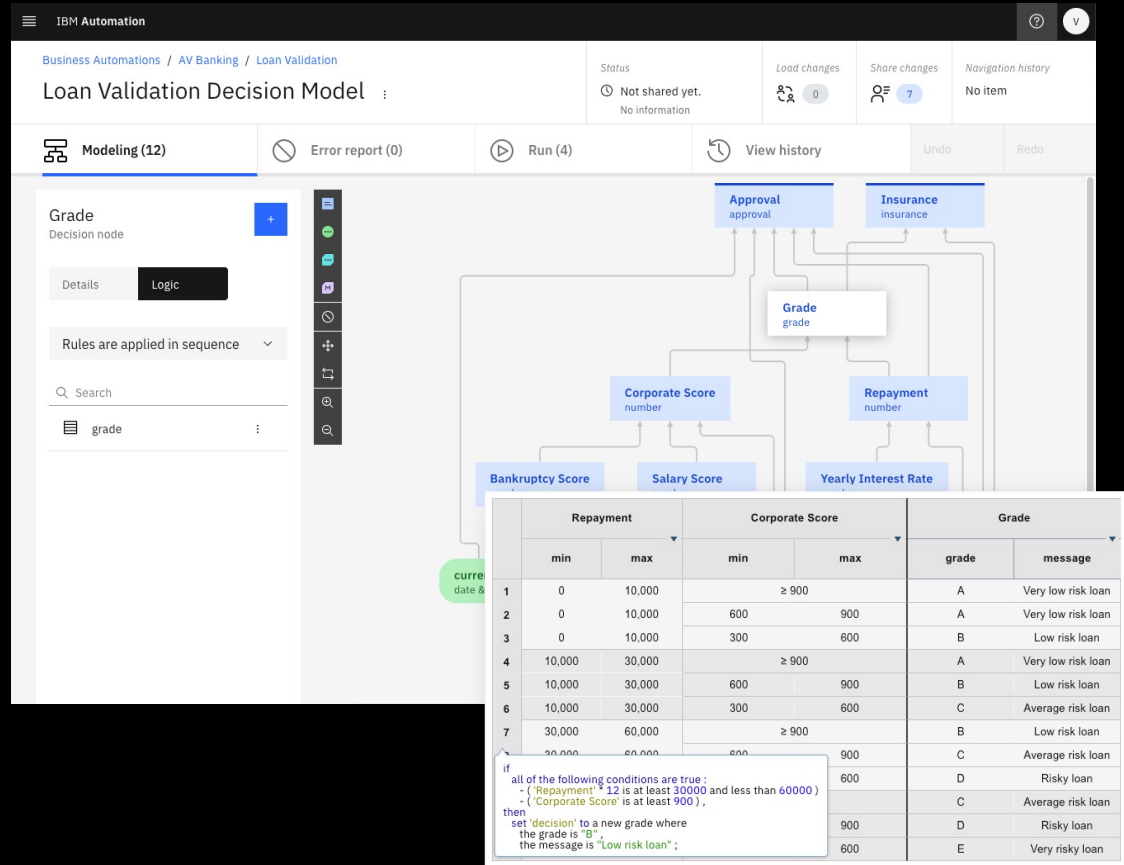 IBM Automation
V
Business Automations / AV Banking / Loan Validation
Loan Validation Decision Model
Status
Not shared yet.
No information
Load changes
0
Share changes
7
Navigation history
No item
Modeling (12)
Error report (0)
Run (4)
View history
Undo
Redo
Grade
Decision node
+
Details
Logic
Rules are applied in sequence
Search
grade
M
Approval
approval
Insurance
insurance
Grade
grade
Corporate Score
number
Repayment
number
Bankruptcy Score
Salary Score
Yearly Interest Rate
curre
date &
Repayment Corporate Score Grade
min max min max grade message
1 0 10,000 ≥ 900 A Very low risk loan
2 0 10,000 600 900 A Very low risk loan
3 0 10,000 300 600 B Low risk loan
4 10,000 30,000 ≥ 900 A Very low risk loan
5 10,000 30,000 600 900 B Low risk loan
6 10,000 30,000 300 600 C Average risk loan
7 30,000 60,000 ≥ 900 B Low risk loan
30,000 60,000 600 900 C Average risk loan
600 D Risky loan
C Average risk loan
900 D Risky loan
600 E Very risky loan
if
all of the following conditions are true :
- ( 'Repayment' * 12 is at least 30000 and less than 60000 )
- ( 'Corporate Score' is at least 900 ) ,
then
set 'decision' to a new grade where
the grade is "B" ,
the message is "Low risk loan" ;